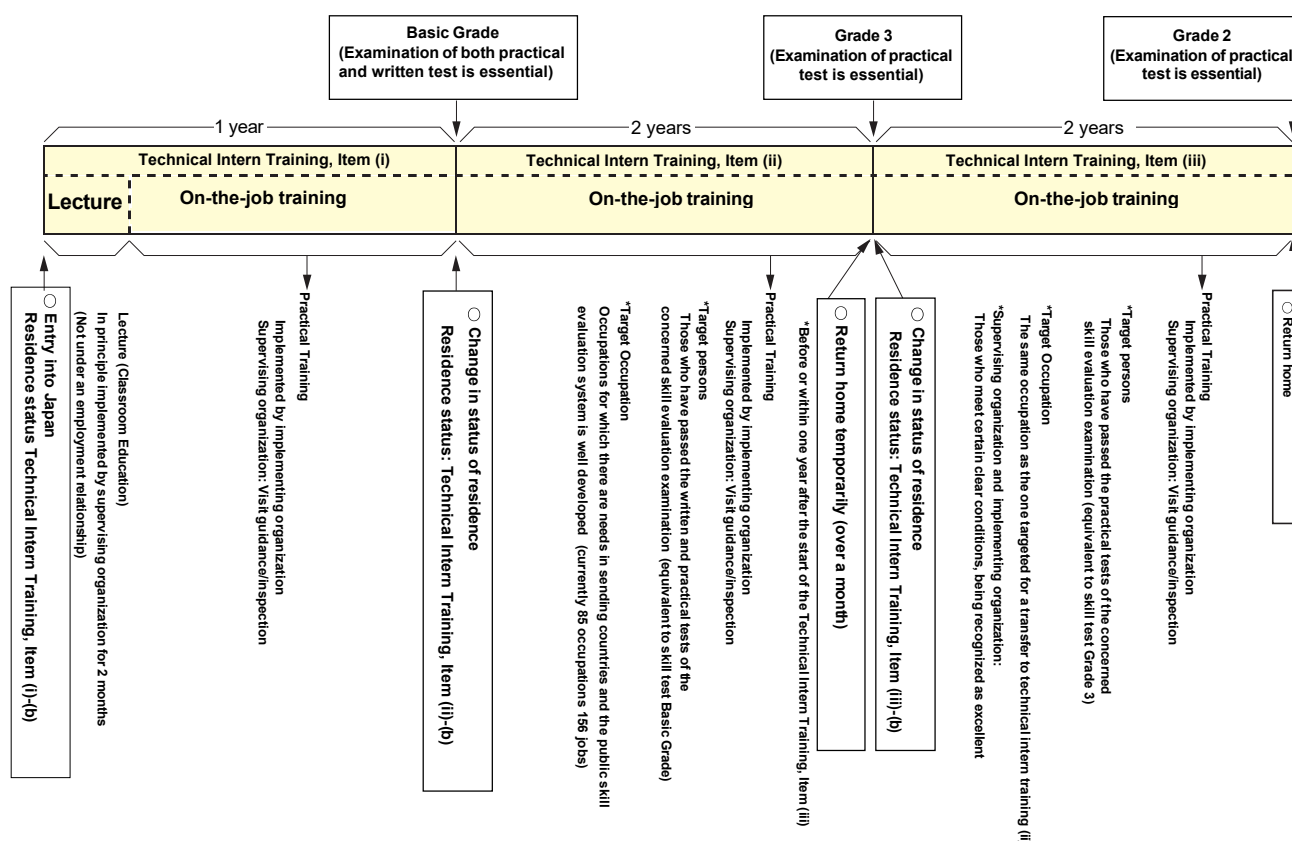 Basic Grade
(Examination of both practical
and written test is essential)
Grade 3
(Examination of practical
test is essential)
Grade 2
(Examination of practical
test is essential)
1 year
2 years
2 years
Technical Intern Training, Item (i)
Technical Intern Training, Item (ii)
Technical Intern Training, Item (iii)
Lecture
On-the-job training
On-the-job training
On-the-job training
○ Entry into Japan
Residence status Technical Intern Training, Item (i)-(b)
Lecture (Classroom Education)
In principle implemented by supervising organization for 2 months
(Not under an employment relationship)
Practical Training
Implemented by implementing organization
Supervising organization: Visit guidance/inspection
○ Change in status of residence
Residence status: Technical Intern Training, Item (ii)-(b)
*Target Occupation
Occupations for which there are needs in sending countries and the public skill
evaluation system is well developed (currently 85 occupations 156 jobs)
*Target persons
Those who have passed the written and practical tests of the
concerned skill evaluation examination (equivalent to skill test Basic Grade)
Practical Training
Implemented by implementing organization
Supervising organization: Visit guidance/inspection
*Before or within one year after the start of the Technical Intern Training, Item (iii)
○ Return home temporarily (over a month)
○ Change in status of residence
Residence status: Technical Intern Training, Item (iii)-(b)
*Target Occupation
The same occupation as the one targeted for a transfer to technical intern training (ii
*Supervising organization and implementing organization:
Those who meet certain clear conditions, being recognized as excellent
*Target persons
Those who have passed the practical tests of the concerned
skill evaluation examination (equivalent to skill test Grade 3)
Practical Training
Implemented by implementing organization
Supervising organization: Visit guidance/inspection
○ Return home